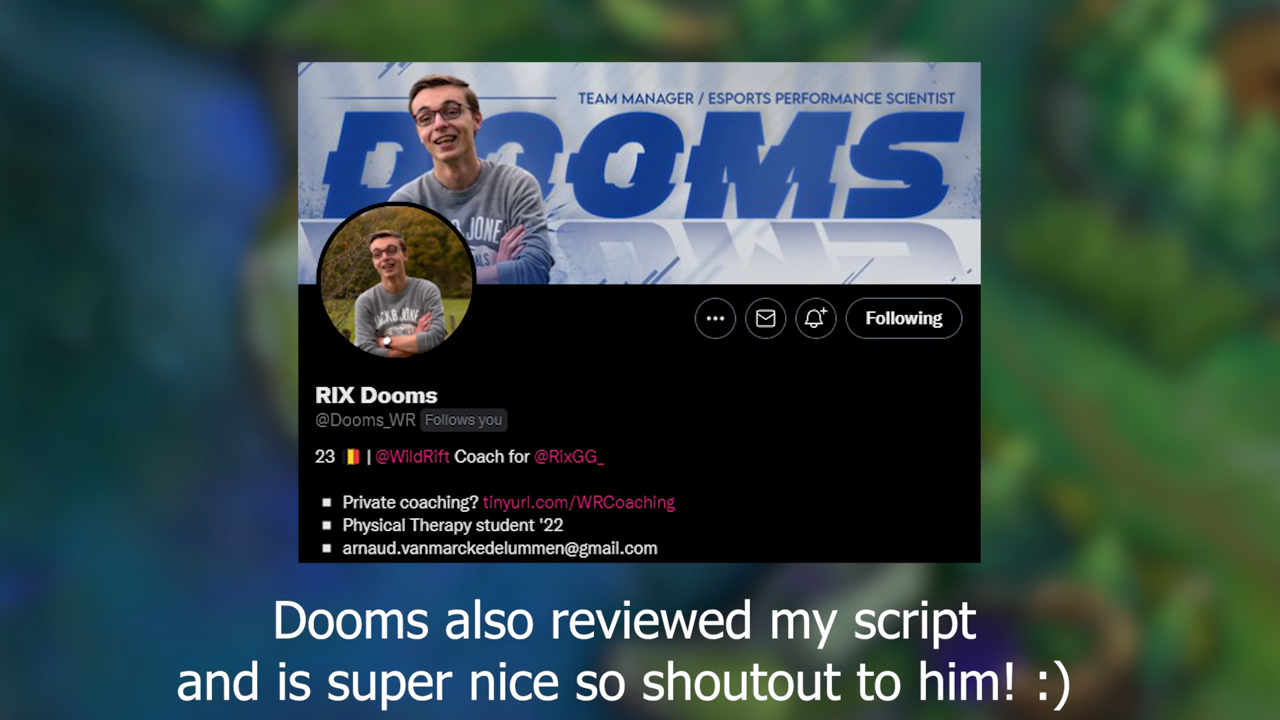 TEAM MANAGER / ESPORTS PERFORMANCE SCIENTIST
DOOMS
Following
RIX Dooms
@Dooms_WR Follows you
23 🇧🇪 | @WildRift Coach for @RixGG_
Private coaching? tinyurl.com/WRCoaching
Physical Therapy student '22
arnaud.vanmarckedelummen@gmail.com
Dooms also reviewed my script
and is super nice so shoutout to him! :)